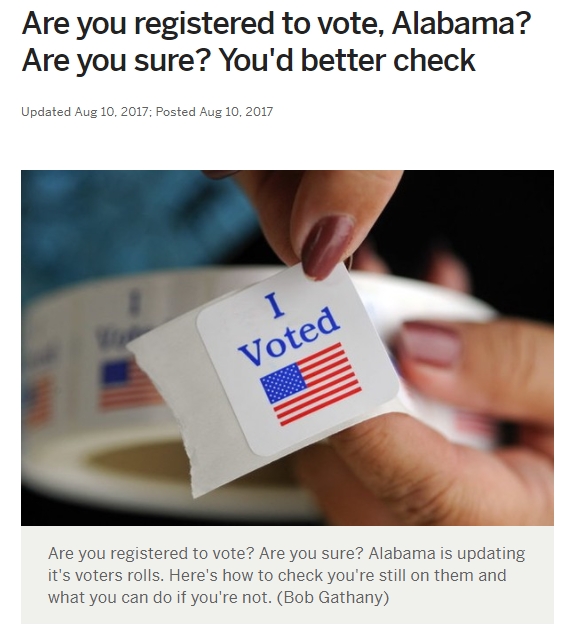 Are you registered to vote, Alabama?
Are you sure? You'd better check
Updated Aug 10, 2017; Posted Aug 10, 2017
I
Voted
Are you registered to vote? Are you sure? Alabama is updating
it's voters rolls. Here's how to check you're still on them and
what you can do if you're not. (Bob Gathany)